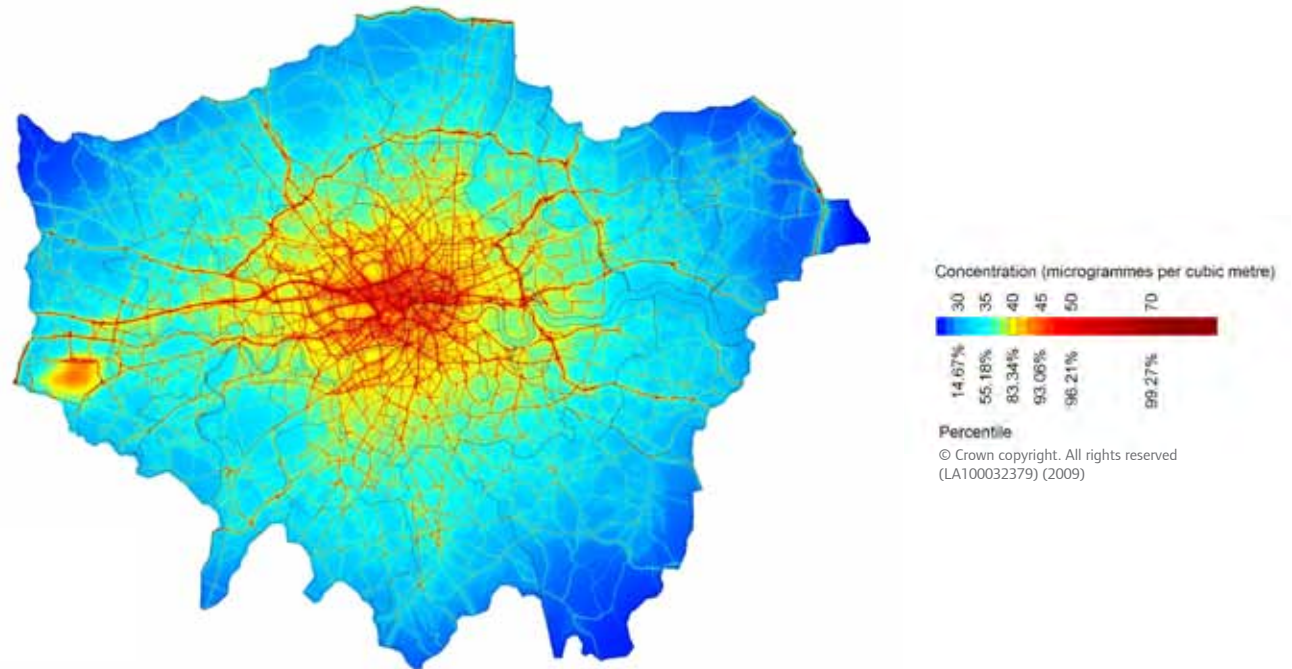 Concentration (microgrammes per cubic metre)
30 35 40 45 50 70
14.67% 55.18% 83.34% 93.06% 96.21% 99.27%
Percentile
© Crown copyright. All rights reserved
(LA100032379) (2009)